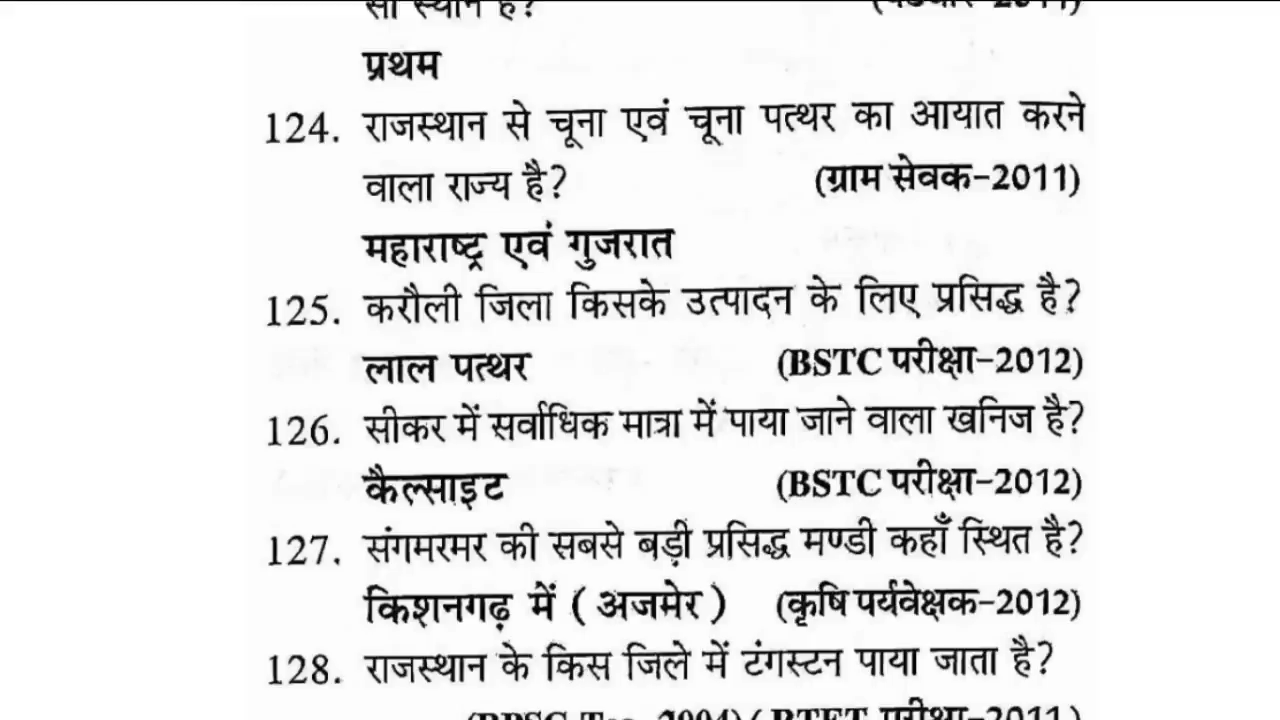 सा स्थान है?
प्रथम
124. राजस्थान से चूना एवं चूना पत्थर का आयात करने
वाला राज्य है? (ग्राम सेवक-2011)
महाराष्ट्र एवं गुजरात
125. करौली जिला किसके उत्पादन के लिए प्रसिद्ध है?
लाल पत्थर (BSTC परीक्षा-2012)
126. सीकर में सर्वाधिक मात्रा में पाया जाने वाला खनिज है?
कैल्साइट (BSTC परीक्षा-2012)
127. संगमरमर की सबसे बड़ी प्रसिद्ध मण्डी कहाँ स्थित है?
किशनगढ़ में ( अजमेर ) (कृषि पर्यवेक्षक-2012)
128. राजस्थान के किस जिले में टंगस्टन पाया जाता है?
परीक्षा-2011)